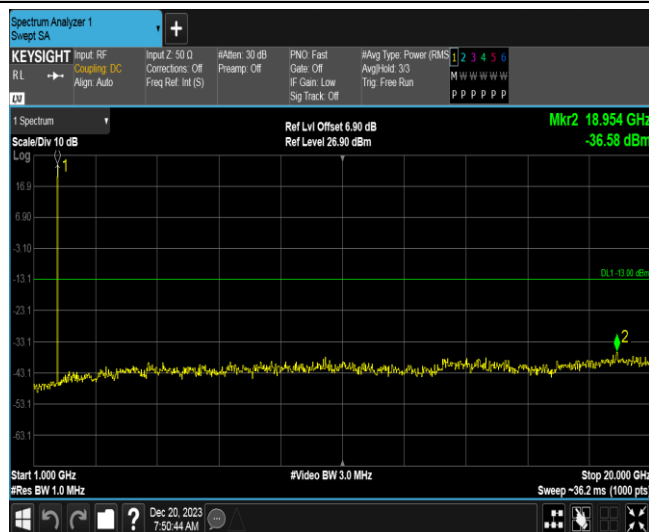 Spectrum Analyzer 1
Swept SA
+
KEYSIGHT Input: RF Input Z: 50 Ω #Atten: 30 dB PNO: Fast #Avg Type: Power (RMS 1 2 3 4 5 6
RL Coupling: DC Corrections: Off Preamp: Off Gate: Off Avg|Hold: 3/3 M W W W W W
Align: Auto Freq Ref: Int (S) IF Gain: Low Trig: Free Run
LXI Sig Track: Off P P P P P P
1 Spectrum Ref Lvl Offset 6.90 dB Mkr2 18.954 GHz
Scale/Div 10 dB Ref Level 26.90 dBm -36.58 dBm
Log
1
16.9
6.90
-3.10
-13.1
DL1 -13.00 dBm
-23.1
2
-33.1
-43.1
-53.1
-63.1
Start 1.000 GHz #Video BW 3.0 MHz Stop 20.000 GHz
#Res BW 1.0 MHz Sweep ~36.2 ms (1000 pts)
? Dec 20, 2023
7:50:44 AM